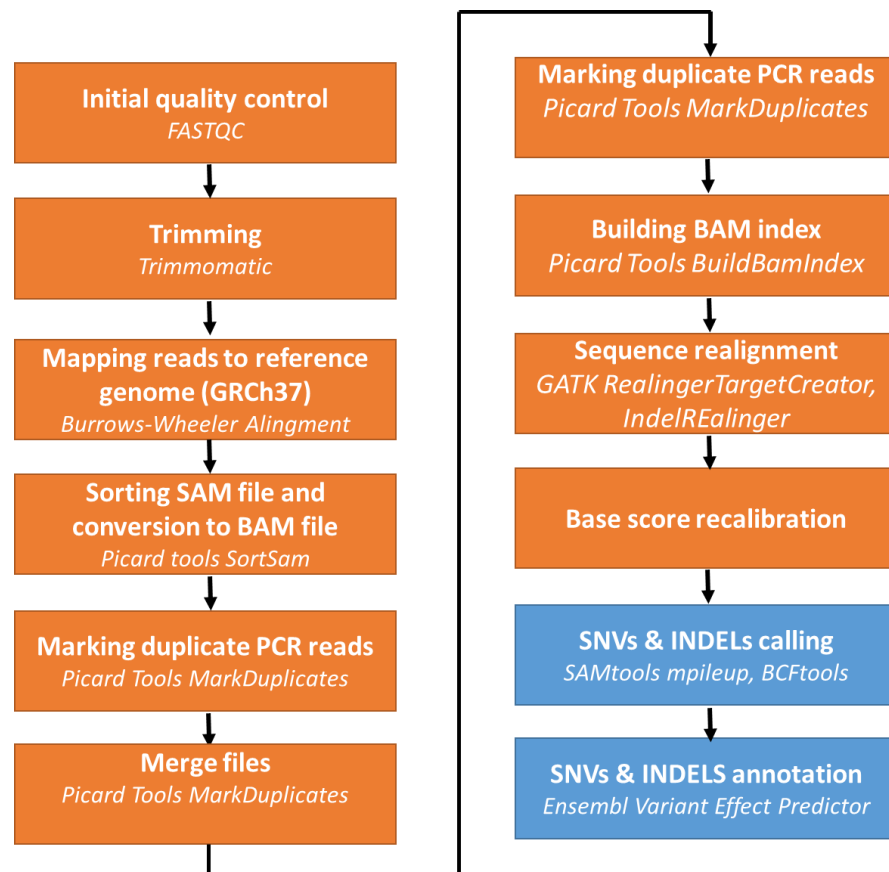 Initial quality control
FASTQC
Trimming
Trimmomatic
Mapping reads to reference
genome (GRCh37)
Burrows-Wheeler Alingment
Sorting SAM file and
conversion to BAM file
Picard tools SortSam
Marking duplicate PCR reads
Picard Tools MarkDuplicates
Merge files
Picard Tools MarkDuplicates
Marking duplicate PCR reads
Picard Tools MarkDuplicates
Building BAM index
Picard Tools BuildBamIndex
Sequence realignment
GATK RealingerTargetCreator,
IndelREalinger
Base score recalibration
SNVs & INDELs calling
SAMtools mpileup, BCFtools
SNVs & INDELS annotation
Ensembl Variant Effect Predictor